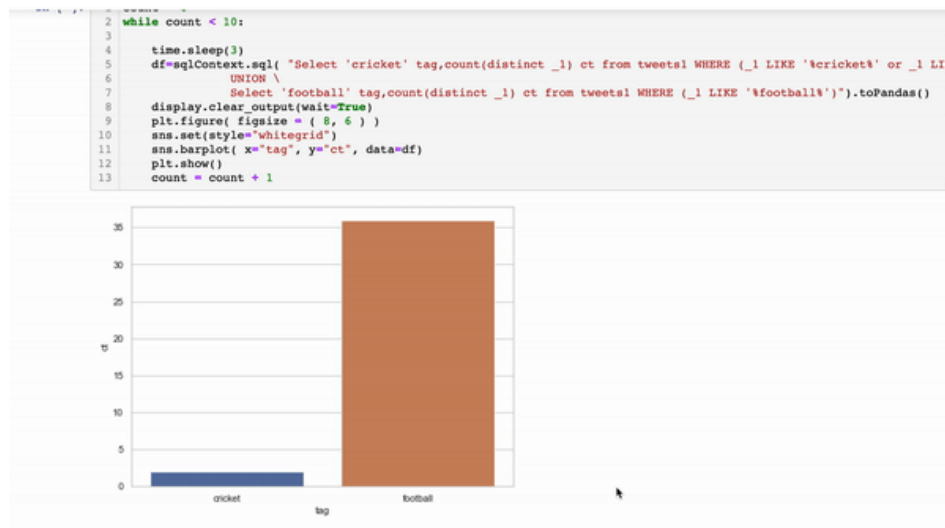 1
2 while count < 10:
3
4 time.sleep(3)
5 df=sqlContext.sql( "Select 'cricket' tag,count(distinct _1) ct from tweets1 WHERE (_1 LIKE '%cricket%' or _1 LI
6 UNION \
7 Select 'football' tag,count(distinct _1) ct from tweets1 WHERE (_1 LIKE '%football%')").toPandas()
8 display.clear_output(wait=True)
9 plt.figure( figsize = ( 8, 6 ) )
10 sns.set(style="whitegrid")
11 sns.barplot( x="tag", y="ct", data=df)
12 plt.show()
13 count = count + 1
35
30
25
20
15
10
5
0
ct
cricket football
tag